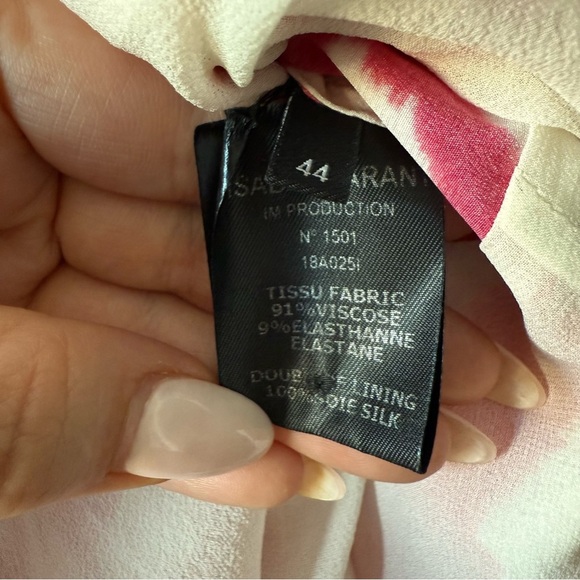 44
IM PRODUCTION
N° 1501
18A025I
TISSU FABRIC
91%VISCOSE
9%ELASTHANNE
ELASTANE
LINING
100%SOIE SILK